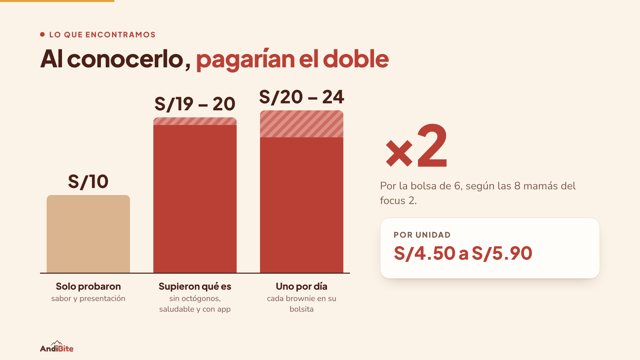 LO QUE ENCONTRAMOS
Al conocerlo, pagarían el doble
S/10
S/19 – 20
S/20 – 24
Solo probaron
sabor y presentación
Supieron qué es
sin octógonos,
saludable y con app
Uno por día
cada brownie en su
bolsita
×2
Por la bolsa de 6, según las 8 mamás del
focus 2.
POR UNIDAD
S/4.50 a S/5.90
AndiBite